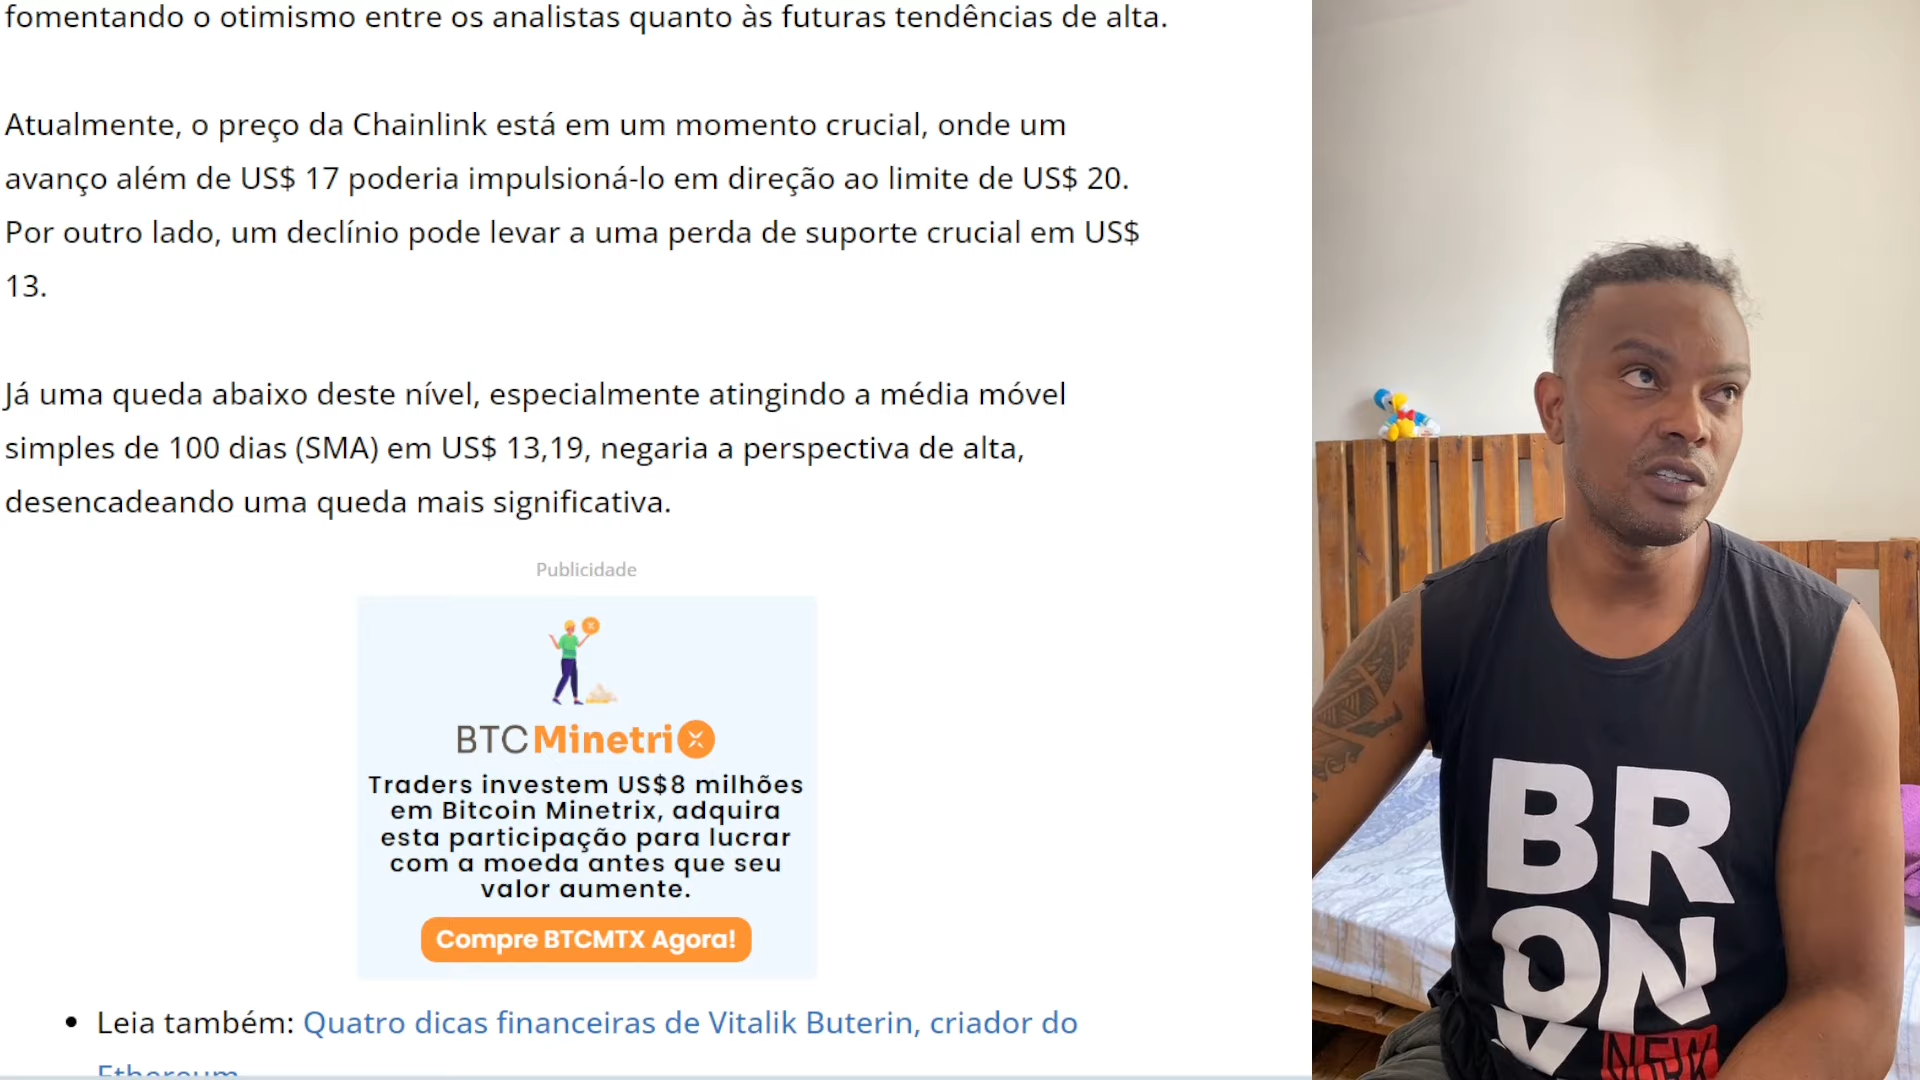 fomentando o otimismo entre os analistas quanto às futuras tendências de alta.
Atualmente, o preço da Chainlink está em um momento crucial, onde um
avanço além de US$ 17 poderia impulsioná-lo em direção ao limite de US$ 20.
Por outro lado, um declínio pode levar a uma perda de suporte crucial em US$
13.
Já uma queda abaixo deste nível, especialmente atingindo a média móvel
simples de 100 dias (SMA) em US$ 13,19, negaria a perspectiva de alta,
desencadeando uma queda mais significativa.
Publicidade
BTCMinetriX
Traders investem US$8 milhões
em Bitcoin Minetrix, adquira
esta participação para lucrar
com a moeda antes que seu
valor aumente.
Compre BTCMTX Agora!
• Leia também: Quatro dicas financeiras de Vitalik Buterin, criador do
Ethereum
BR
ON
NEW